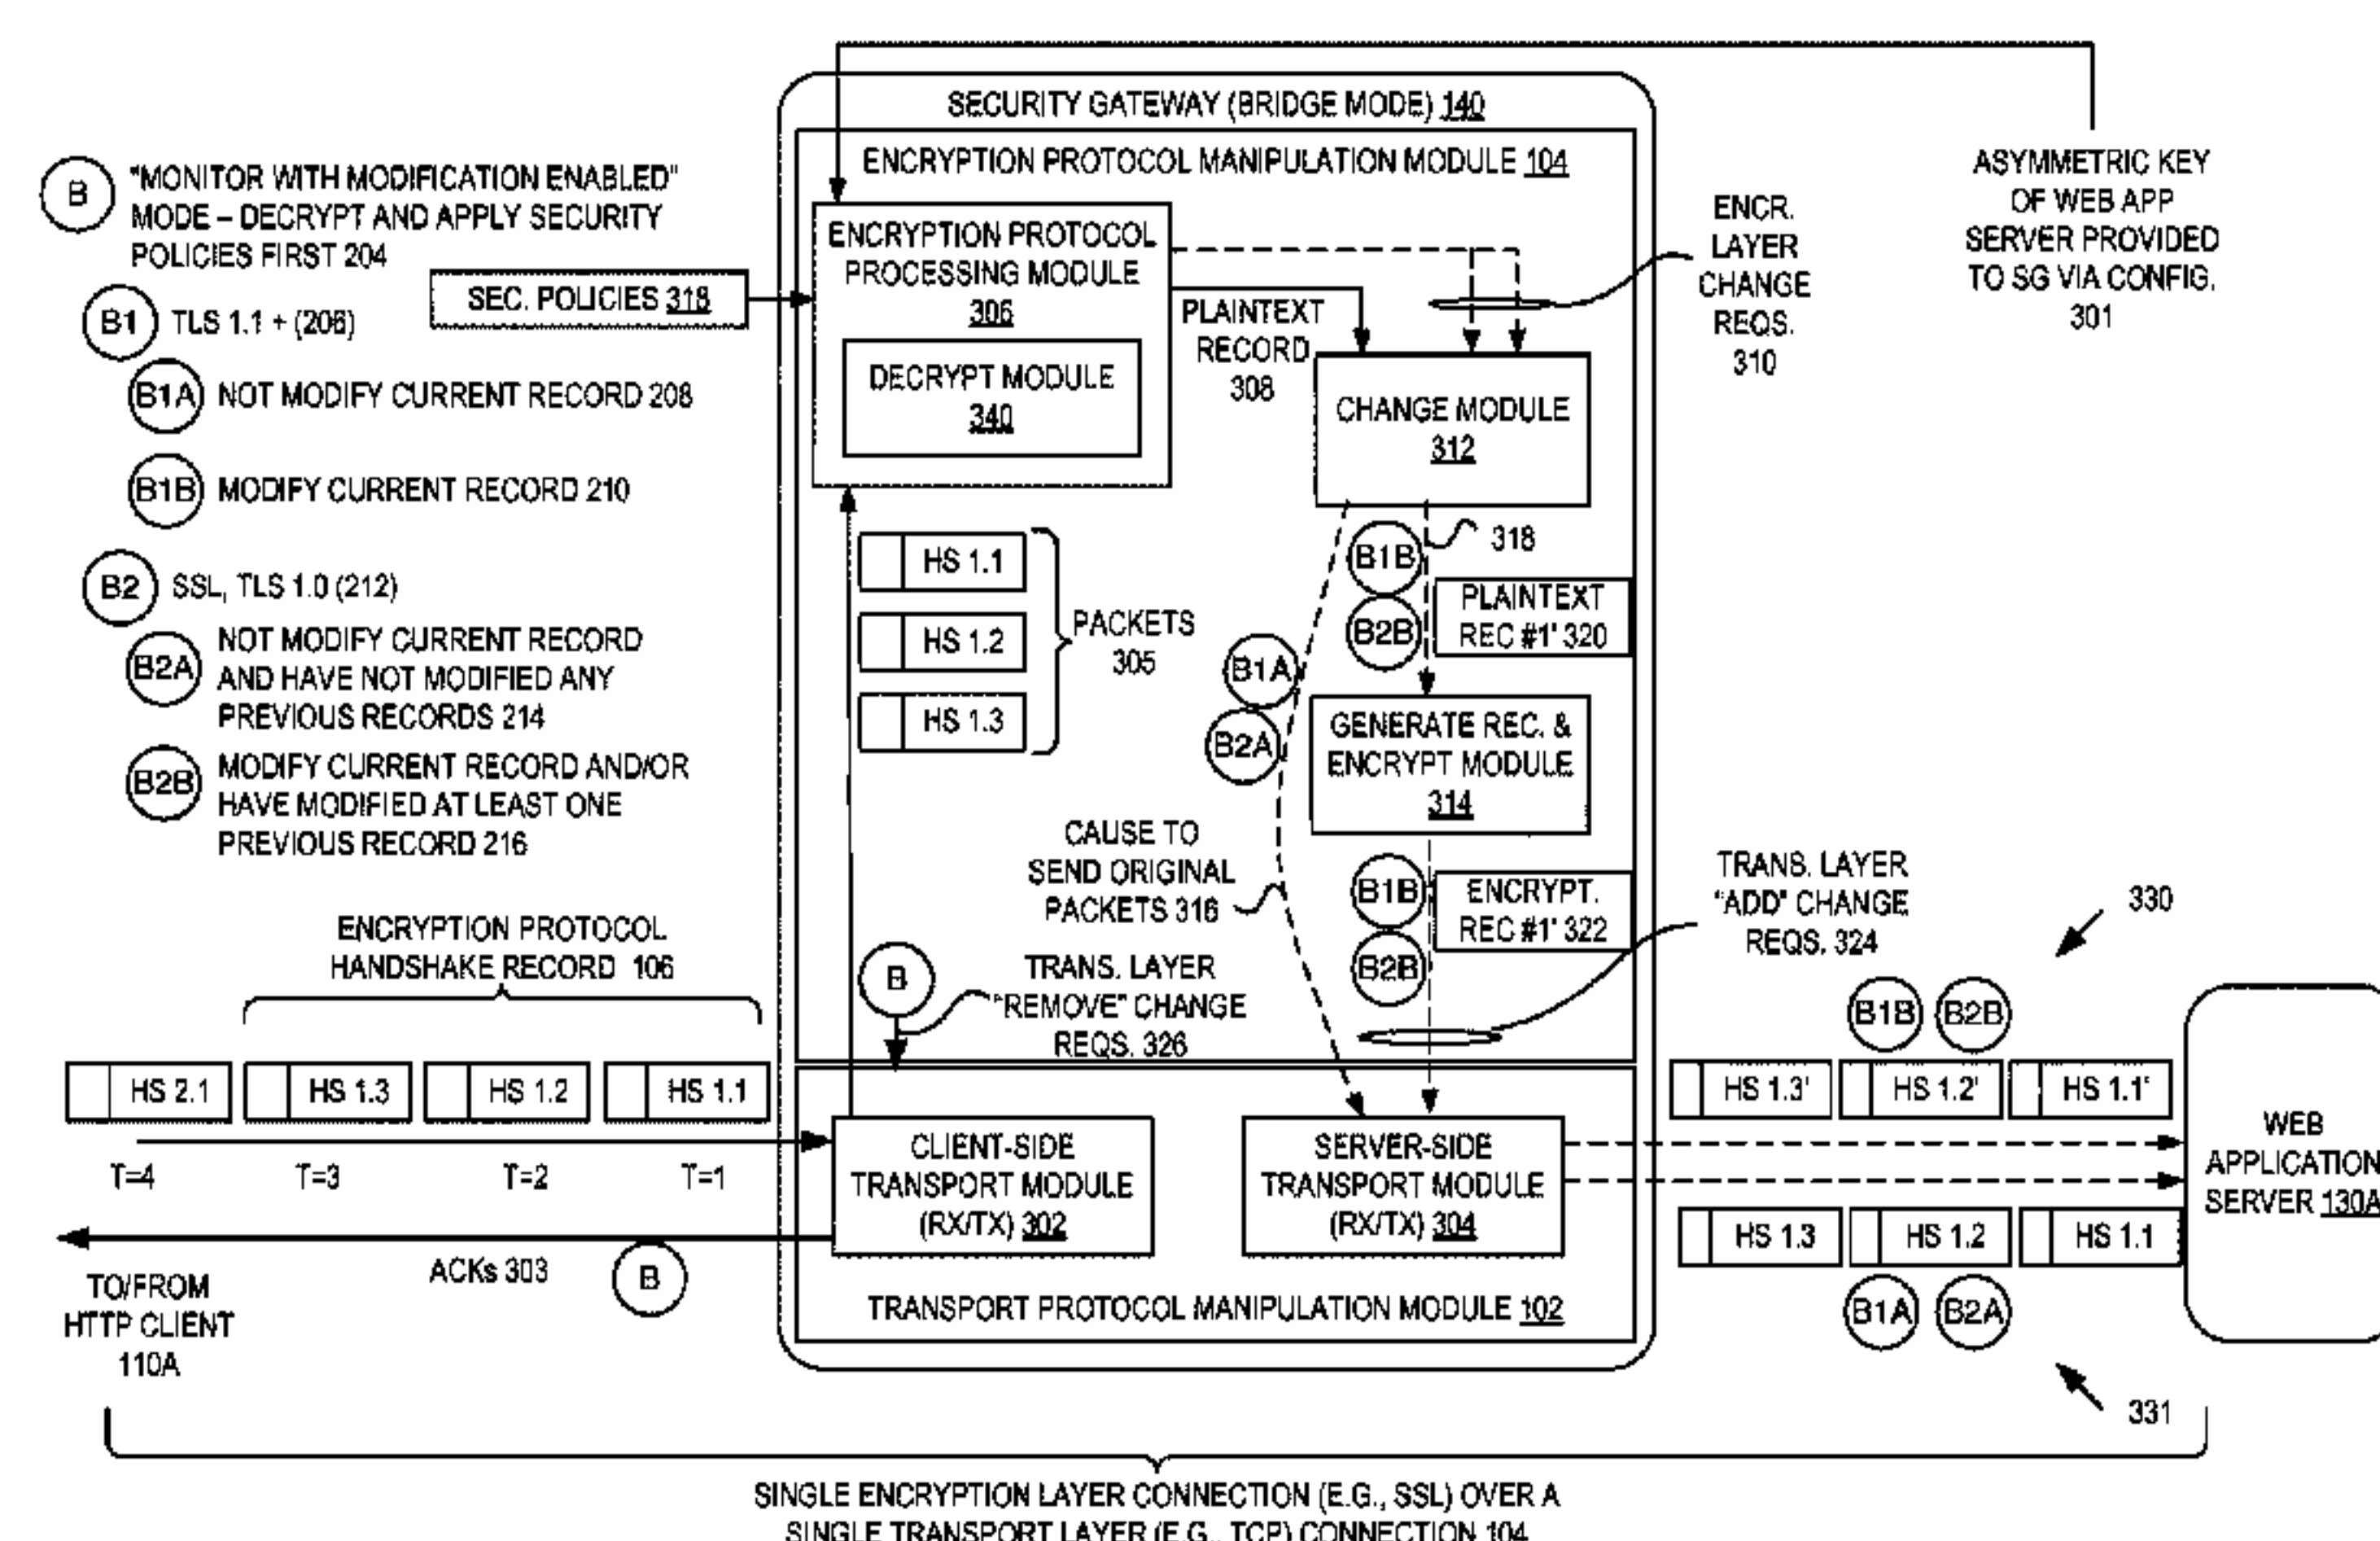 SECURITY GATEWAY (BRIDGE MODE) 140
ENCRYPTION PROTOCOL MANIPULATION MODULE 104
B
"MONITOR WITH MODIFICATION ENABLED"
MODE – DECRYPT AND APPLY SECURITY
POLICIES FIRST 204
B1
TLS 1.1 + (206)
B1A
NOT MODIFY CURRENT RECORD 208
B1B
MODIFY CURRENT RECORD 210
B2
SSL, TLS 1.0 (212)
B2A
NOT MODIFY CURRENT RECORD
AND HAVE NOT MODIFIED ANY
PREVIOUS RECORDS 214
B2B
MODIFY CURRENT RECORD AND/OR
HAVE MODIFIED AT LEAST ONE
PREVIOUS RECORD 216
SEC. POLICIES 318
ENCRYPTION PROTOCOL
PROCESSING MODULE
306
DECRYPT MODULE
340
PLAINTEXT
RECORD
308
ENCR.
LAYER
CHANGE
REQS.
310
ASYMMETRIC KEY
OF WEB APP
SERVER PROVIDED
TO SG VIA CONFIG.
301
CHANGE MODULE
312
HS 1.1
HS 1.2
HS 1.3
PACKETS
305
B1B
B2B
318
PLAINTEXT
REC #1' 320
B1A
B2A
GENERATE REC. &
ENCRYPT MODULE
314
CAUSE TO
SEND ORIGINAL
PACKETS 316
B1B
B2B
ENCRYPT.
REC #1' 322
TRANS. LAYER
"ADD" CHANGE
REQS. 324
B
TRANS. LAYER
"REMOVE" CHANGE
REQS. 326
ENCRYPTION PROTOCOL
HANDSHAKE RECORD 106
HS 2.1
HS 1.3
HS 1.2
HS 1.1
T=4
T=3
T=2
T=1
ACKs 303
B
TO/FROM
HTTP CLIENT
110A
CLIENT-SIDE
TRANSPORT MODULE
(RX/TX) 302
SERVER-SIDE
TRANSPORT MODULE
(RX/TX) 304
TRANSPORT PROTOCOL MANIPULATION MODULE 102
330
B1B
B2B
HS 1.3'
HS 1.2'
HS 1.1'
HS 1.3
HS 1.2
HS 1.1
B1A
B2A
331
WEB
APPLICATION
SERVER 130A
SINGLE ENCRYPTION LAYER CONNECTION (E.G., SSL) OVER A
SINGLE TRANSPORT LAYER (E.G., TCP) CONNECTION 104